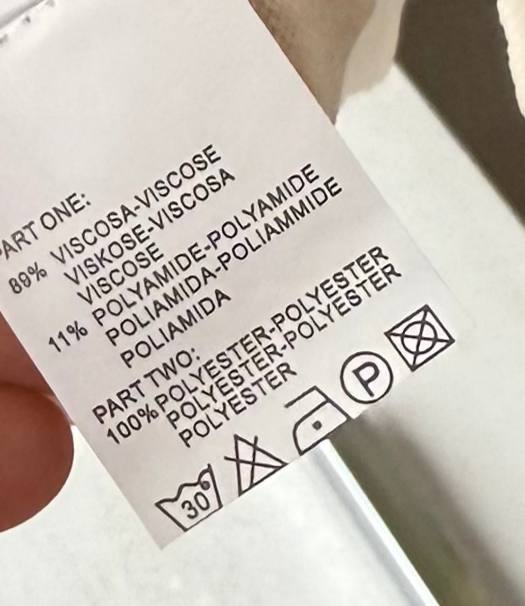 PART ONE:
89% VISCOSA-VISCOSE
VISKOSE-VISCOSA
VISCOSE
11% POLYAMIDE-POLYAMIDE
POLIAMIDA-POLIAMMIDE
POLIAMIDA
PART TWO:
100% POLYESTER-POLYESTER
POLYESTER-POLYESTER
POLYESTER
30°
P